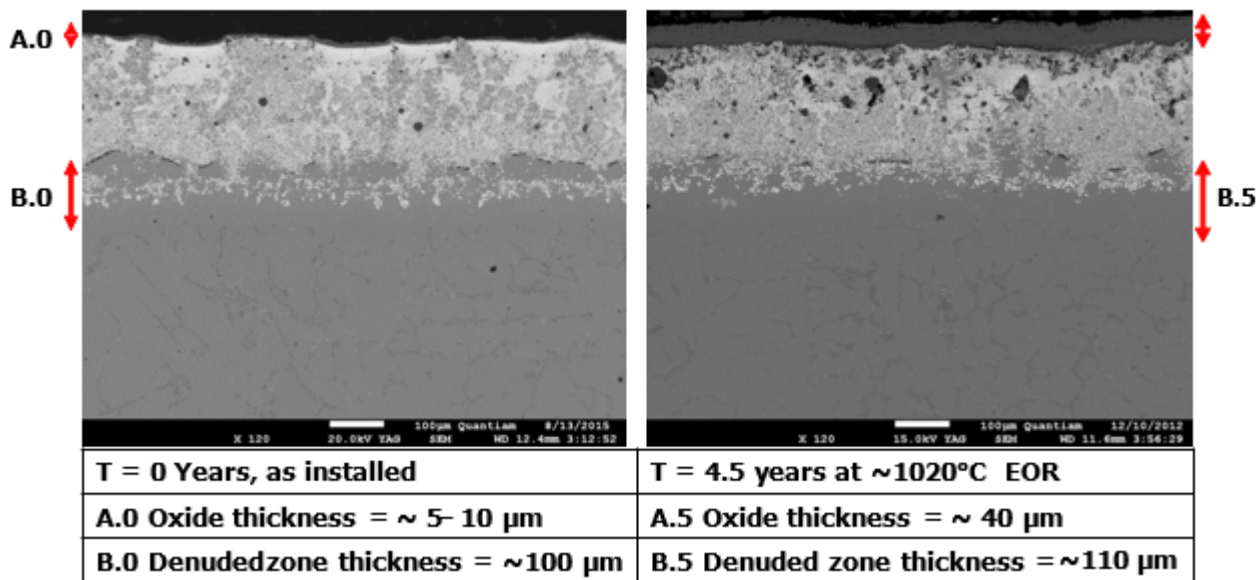 A.0
B.0
B.5
100µm Quantiam 8/13/2015
X 120 20.0kV YAG SEM WD 12.4mm 3:12:52
100µm Quantiam 12/10/2012
X 120 15.0kV YAG SEM WD 11.6mm 3:56:29
T = 0 Years, as installed
T = 4.5 years at ~1020°C EOR
A.0 Oxide thickness = ~ 5– 10 µm
A.5 Oxide thickness = ~ 40 µm
B.0 Denudedzone thickness = ~100 µm
B.5 Denuded zone thickness = ~110 µm